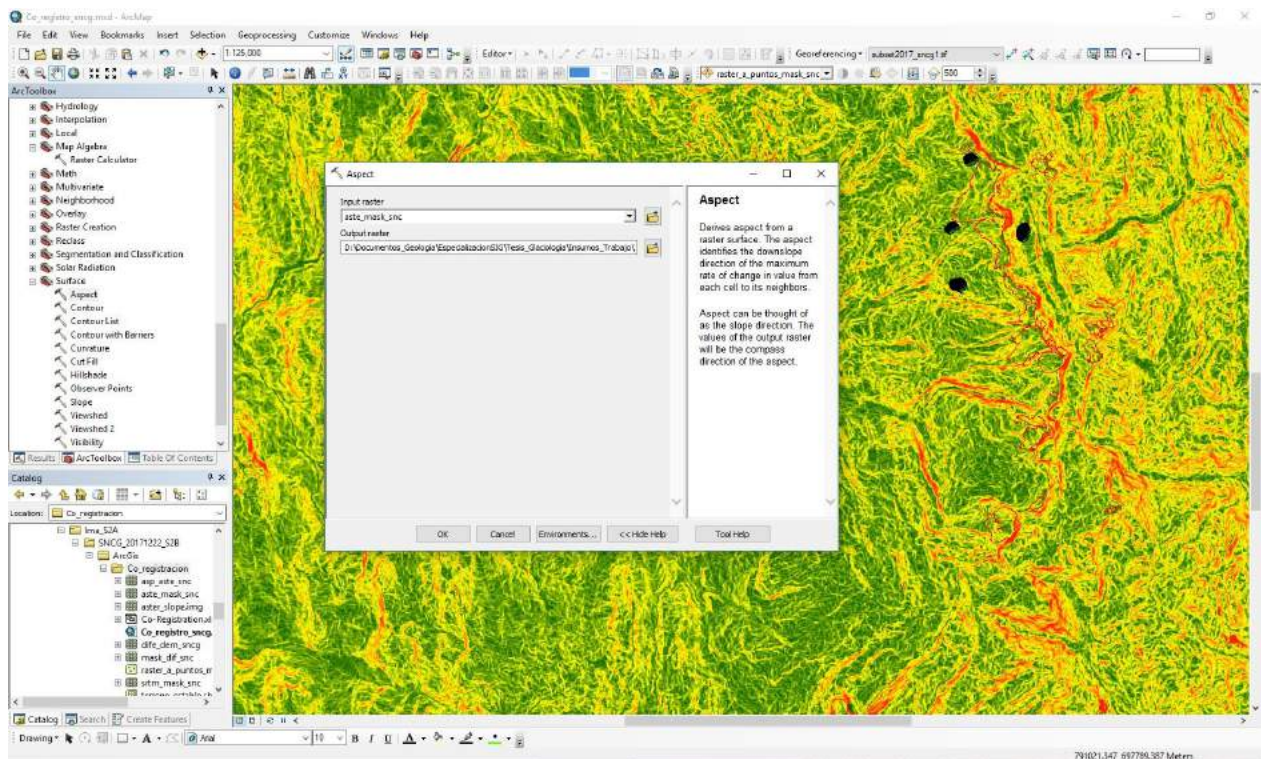 Co_registro_sncg.mxd - ArcMap
File Edit View Bookmarks Insert Selection Geoprocessing Customize Windows Help
1:125,000
Editor
Georeferencing
subset2017_sncg1.tif
raster_a_puntos_mask_snc
500
ArcToolbox
Hydrology
Interpolation
Local
Map Algebra
Raster Calculator
Math
Multivariate
Neighborhood
Overlay
Raster Creation
Reclass
Segmentation and Classification
Solar Radiation
Surface
Aspect
Contour
Contour List
Contour with Barriers
Curvature
Cut Fill
Hillshade
Observer Points
Slope
Viewshed
Viewshed 2
Visibility
Results ArcToolbox Table Of Contents
Catalog
Location: Co_registracion
Ima_S2A
SNCG_20171222_S2B
ArcGis
Co_registracion
asp_aste_snc
aste_mask_snc
aster_slope.img
Co-Registration.xl
Co_registro_sncg.
dife_dem_sncg
mask_dif_snc
raster_a_puntos_m
srtm_mask_snc
Catalog Search Create Features
Aspect
Input raster
aste_mask_snc
Output raster
D:\Documentos_Geologia\EspecializacionSIG\Tesis_Glaciologia\Insumos_Trabajo\
OK Cancel Environments... << Hide Help Tool Help
Aspect
Derives aspect from a
raster surface. The aspect
identifies the downslope
direction of the maximum
rate of change in value from
each cell to its neighbors.
Aspect can be thought of
as the slope direction. The
values of the output raster
will be the compass
direction of the aspect.
Drawing
A
Arial
10
B I U A
791021.347 697789.387 Meters